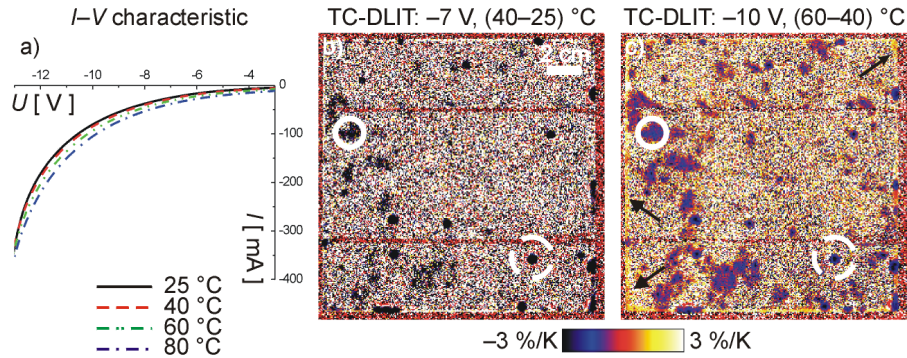 I–V characteristic
TC-DLIT: –7 V, (40–25) °C
TC-DLIT: –10 V, (60–40) °C
a)
b)
2 cm
c)
-12 -10 -8 -6 -4
U [ V ]
0
-100
-200
-300
-400
I [ mA ]
25 °C
40 °C
60 °C
80 °C
–3 %/K
3 %/K